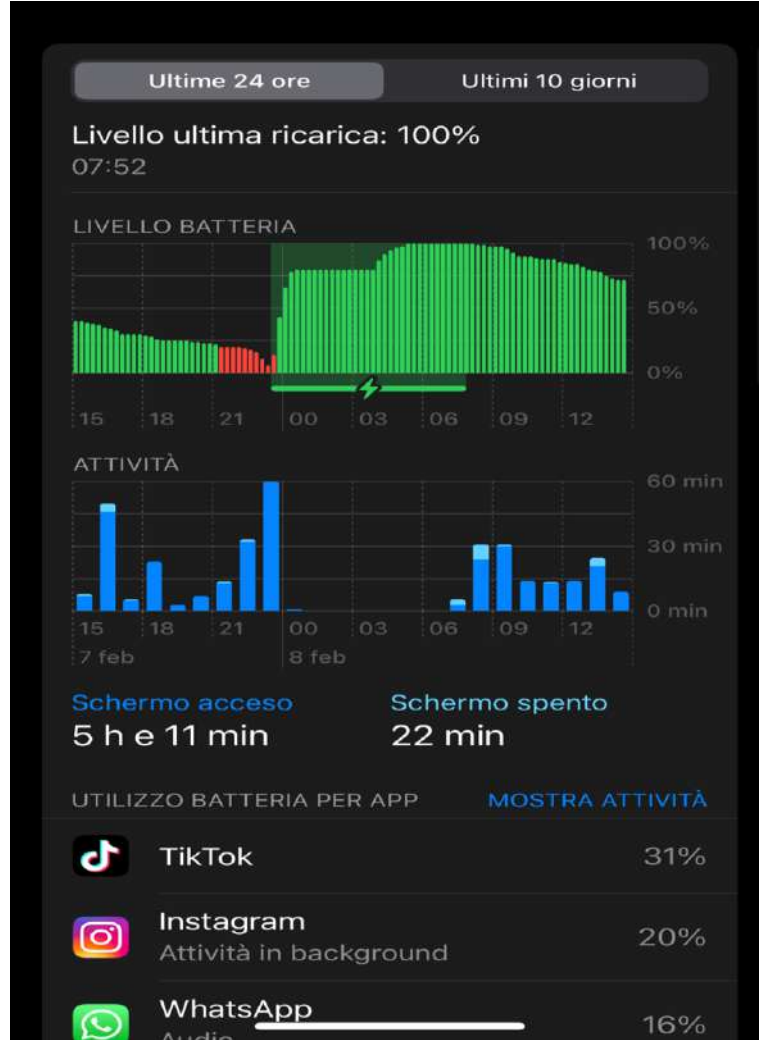 Ultime 24 ore Ultimi 10 giorni
Livello ultima ricarica: 100%
07:52
LIVELLO BATTERIA
100%
50%
0%
15 18 21 00 03 06 09 12
ATTIVITÀ
60 min
30 min
0 min
15 18 21 00 03 06 09 12
7 feb 8 feb
Schermo acceso Schermo spento
5 h e 11 min 22 min
UTILIZZO BATTERIA PER APP MOSTRA ATTIVITÀ
TikTok 31%
Instagram 20%
Attività in background
WhatsApp 16%
Audio